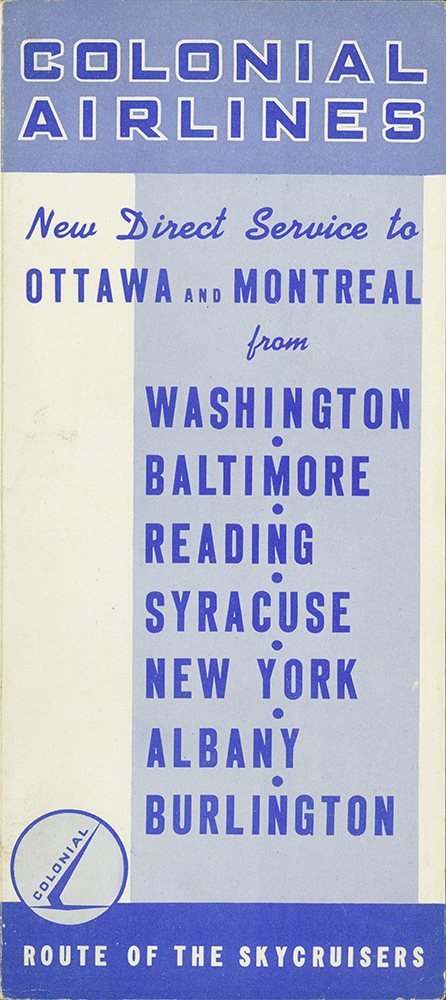 COLONIAL
AIRLINES
New Direct Service to
OTTAWA AND MONTREAL
from
WASHINGTON
•
BALTIMORE
•
READING
•
SYRACUSE
•
NEW YORK
•
ALBANY
•
BURLINGTON
COLONIAL
ROUTE OF THE SKYCRUISERS